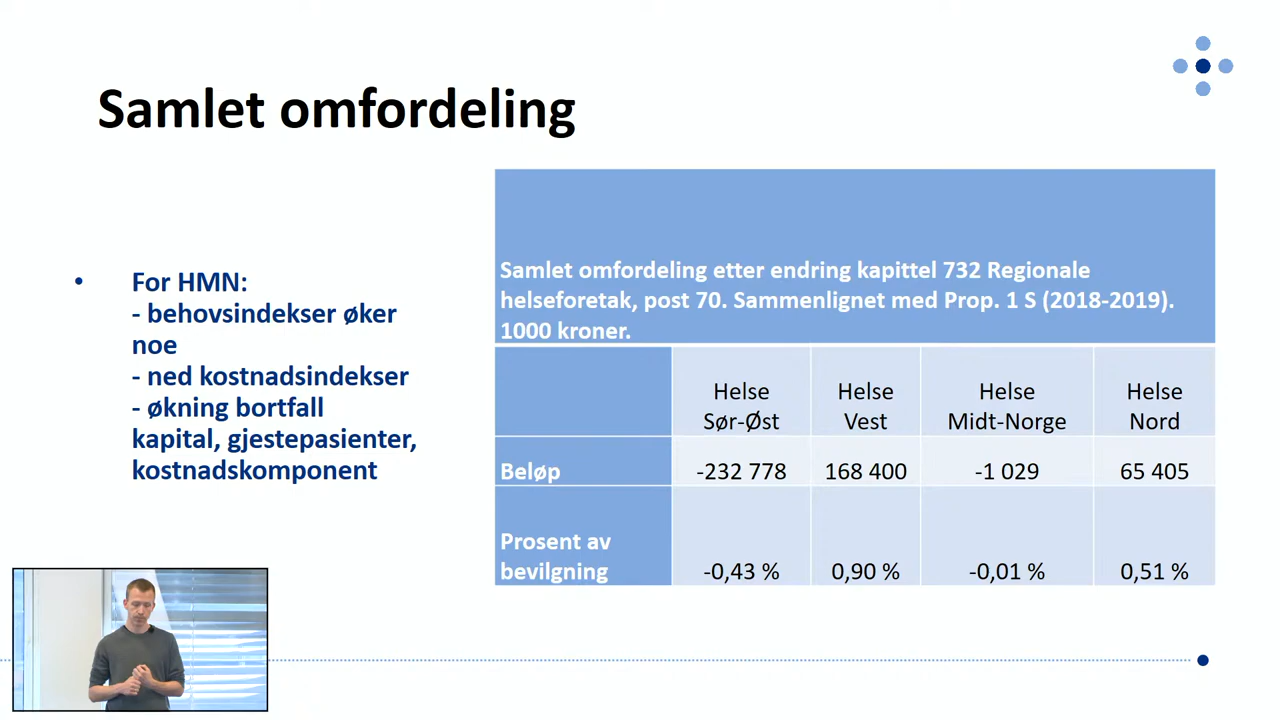 Samlet omfordeling
• For HMN:
- behovsindekser øker
noe
- ned kostnadsindekser
- økning bortfall
kapital, gjestepasienter,
kostnadskomponent
Samlet omfordeling etter endring kapittel 732 Regionale
helseforetak, post 70. Sammenlignet med Prop. 1 S (2018-2019).
1000 kroner.
Helse Sør-Øst Helse Vest Helse Midt-Norge Helse Nord
Beløp -232 778 168 400 -1 029 65 405
Prosent av
bevilgning -0,43 % 0,90 % -0,01 % 0,51 %